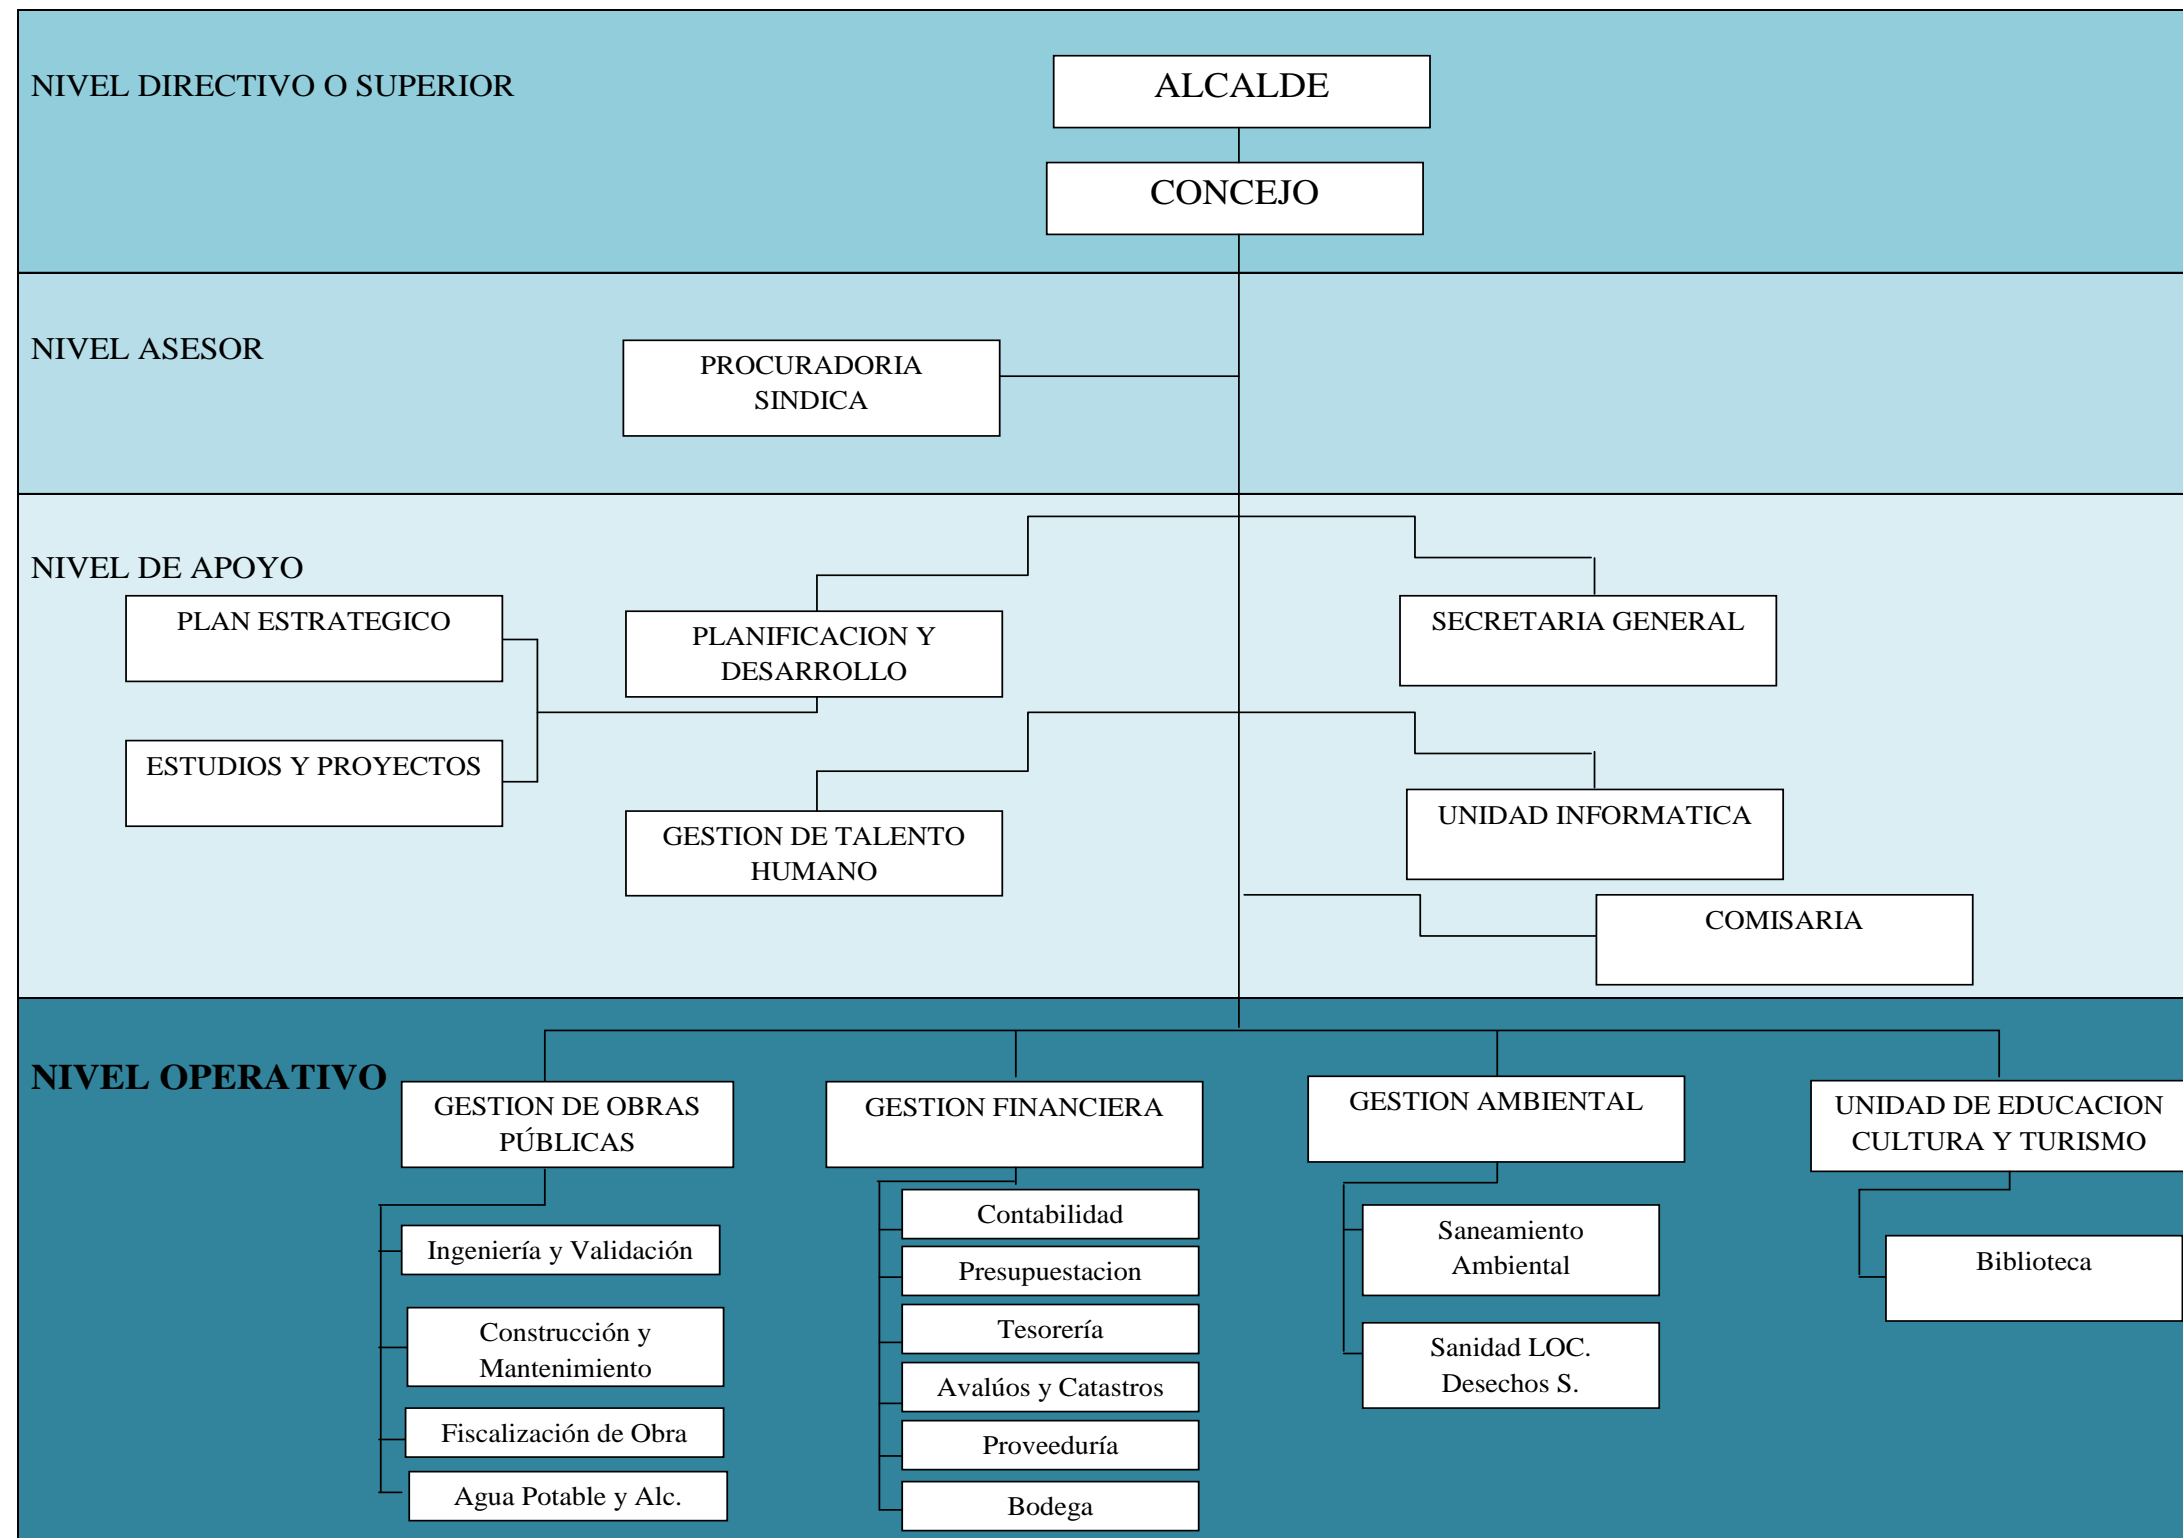 NIVEL DIRECTIVO O SUPERIOR
ALCALDE
CONCEJO
NIVEL ASESOR
PROCURADORIA
SINDICA
NIVEL DE APOYO
PLAN ESTRATEGICO
PLANIFICACION Y
DESARROLLO
SECRETARIA GENERAL
ESTUDIOS Y PROYECTOS
GESTION DE TALENTO
HUMANO
UNIDAD INFORMATICA
COMISARIA
NIVEL OPERATIVO
GESTION DE OBRAS
PÚBLICAS
Ingeniería y Validación
Construcción y
Mantenimiento
Fiscalización de Obra
Agua Potable y Alc.
GESTION FINANCIERA
Contabilidad
Presupuestacion
Tesorería
Avalúos y Catastros
Proveeduría
Bodega
GESTION AMBIENTAL
Saneamiento
Ambiental
Sanidad LOC.
Desechos S.
UNIDAD DE EDUCACION
CULTURA Y TURISMO
Biblioteca